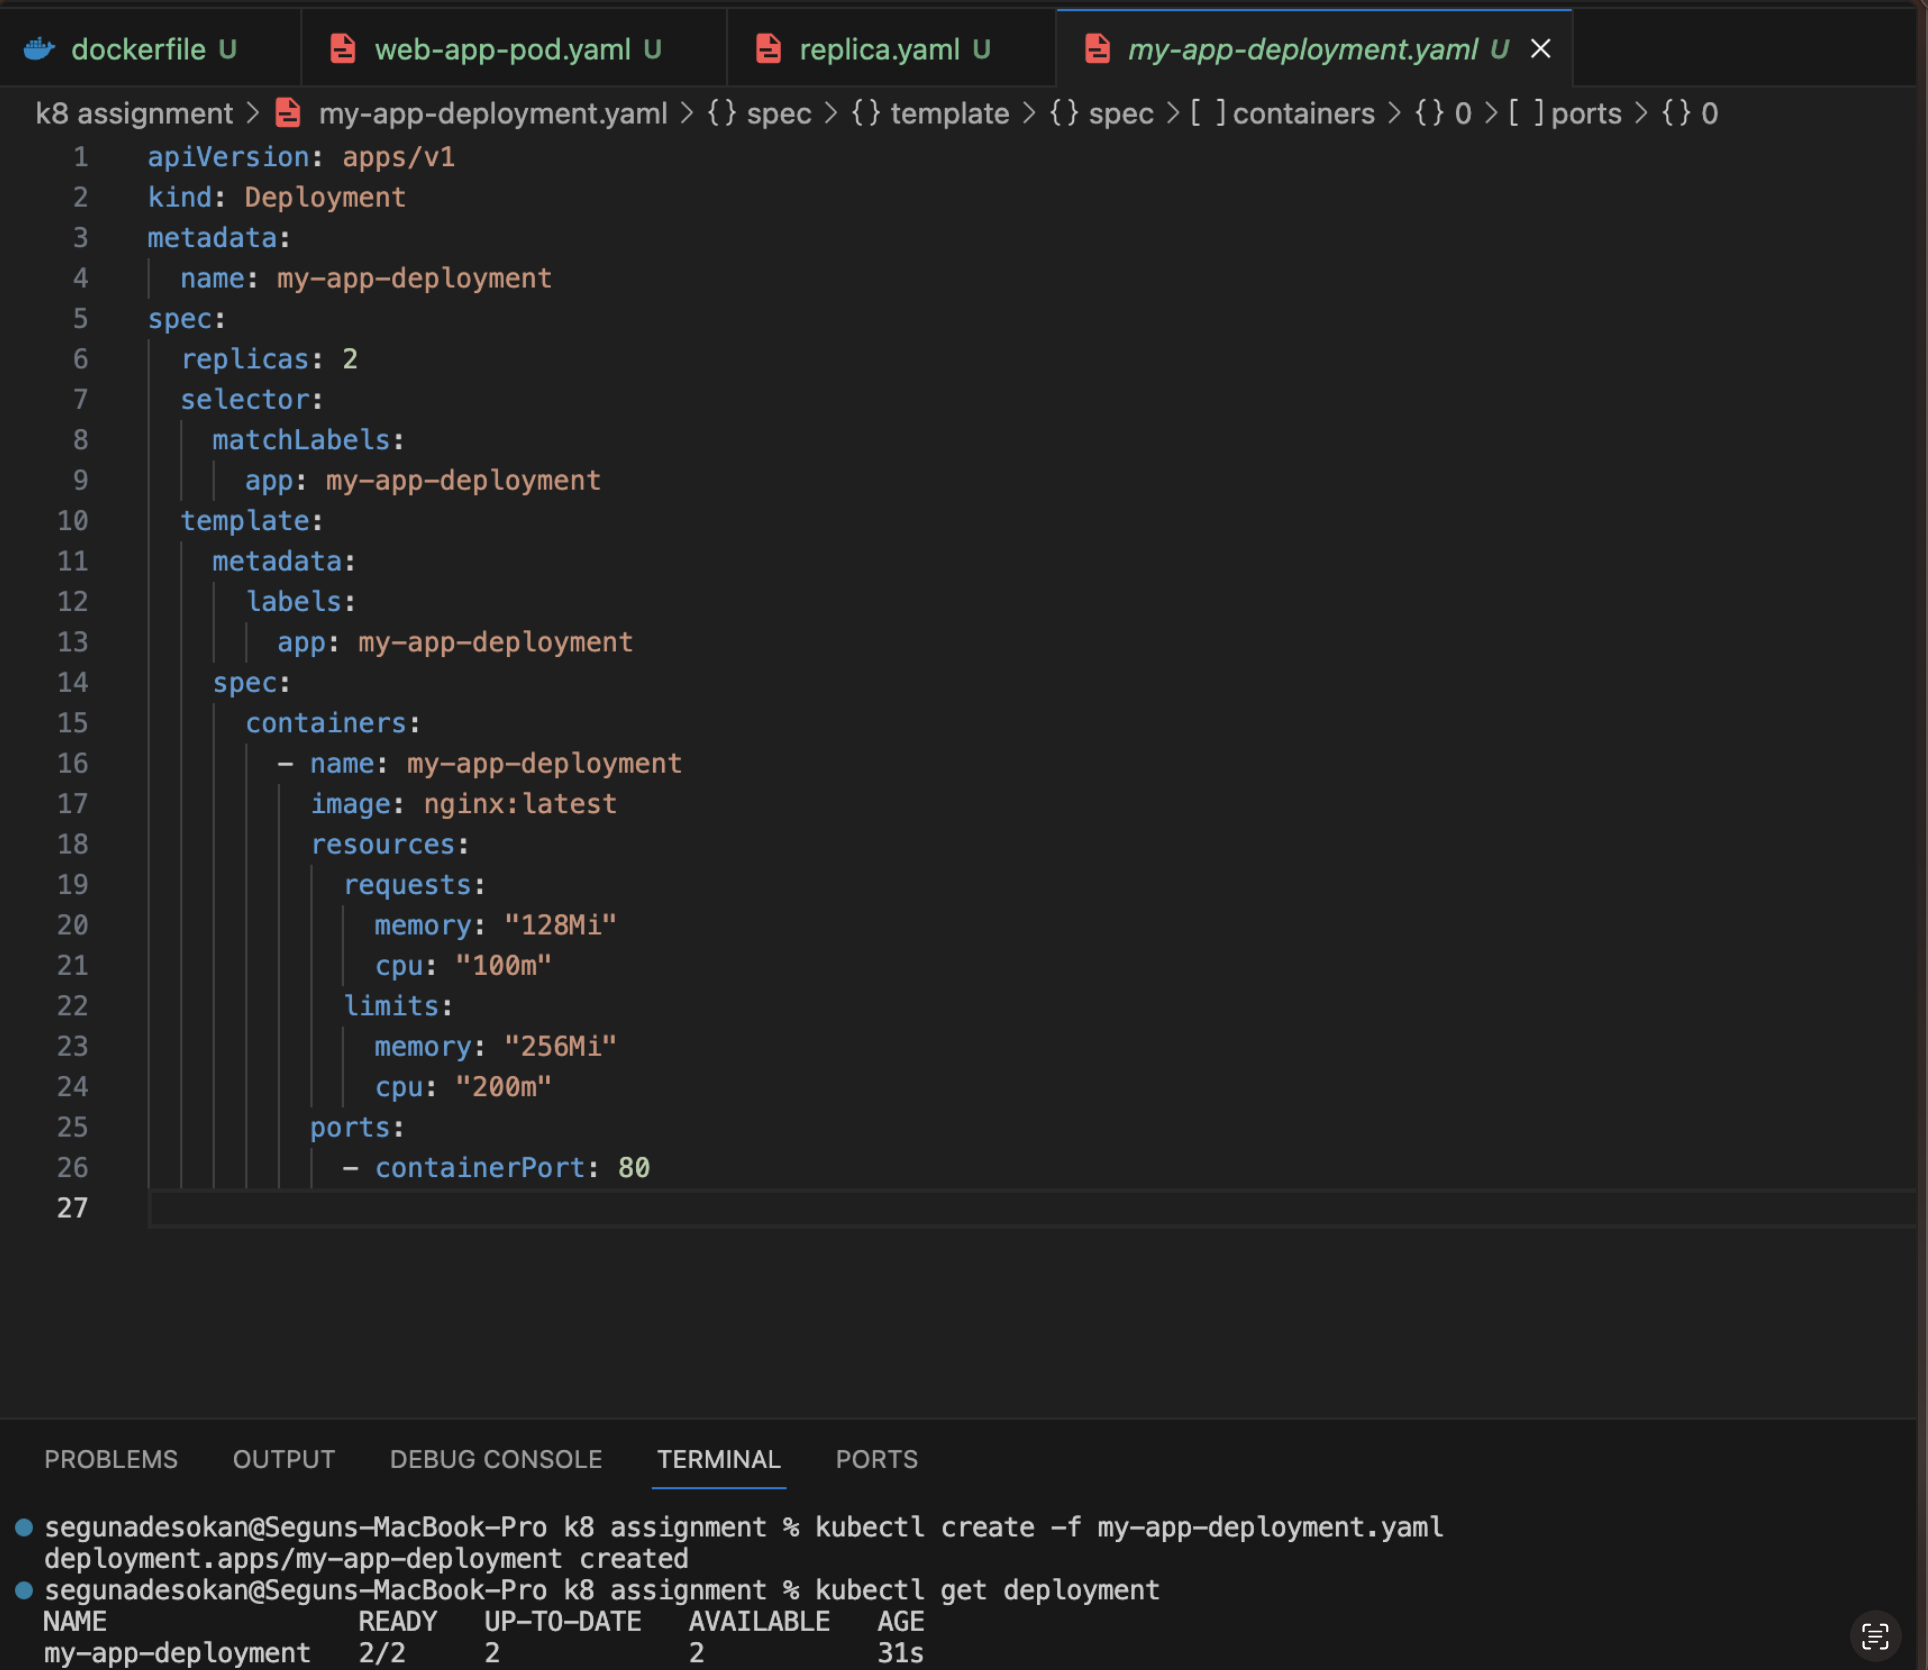 dockerfile U web-app-pod.yaml U replica.yaml U my-app-deployment.yaml U
k8 assignment > my-app-deployment.yaml > {} spec > {} template > {} spec > [ ] containers > {} 0 > [ ] ports > {} 0
1 apiVersion: apps/v1
2 kind: Deployment
3 metadata:
4   name: my-app-deployment
5 spec:
6   replicas: 2
7   selector:
8     matchLabels:
9       app: my-app-deployment
10   template:
11     metadata:
12       labels:
13         app: my-app-deployment
14     spec:
15       containers:
16         - name: my-app-deployment
17           image: nginx:latest
18           resources:
19             requests:
20               memory: "128Mi"
21               cpu: "100m"
22             limits:
23               memory: "256Mi"
24               cpu: "200m"
25           ports:
26             - containerPort: 80
27
PROBLEMS OUTPUT DEBUG CONSOLE TERMINAL PORTS
segunadesokan@Seguns-MacBook-Pro k8 assignment % kubectl create -f my-app-deployment.yaml
deployment.apps/my-app-deployment created
segunadesokan@Seguns-MacBook-Pro k8 assignment % kubectl get deployment
NAME READY UP-TO-DATE AVAILABLE AGE
my-app-deployment 2/2 2 2 31s